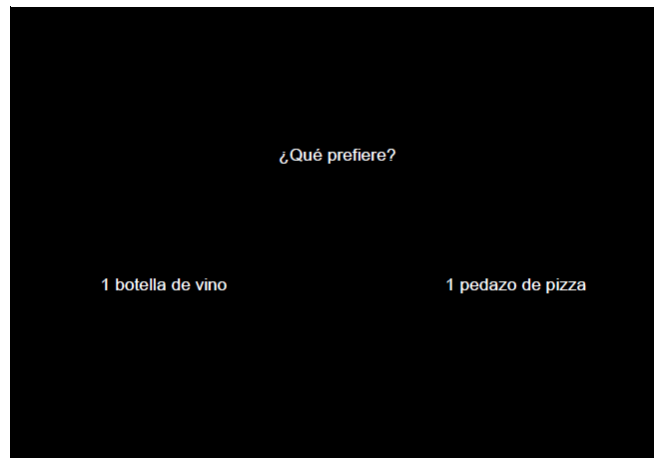 ¿Qué prefiere?
1 botella de vino
1 pedazo de pizza